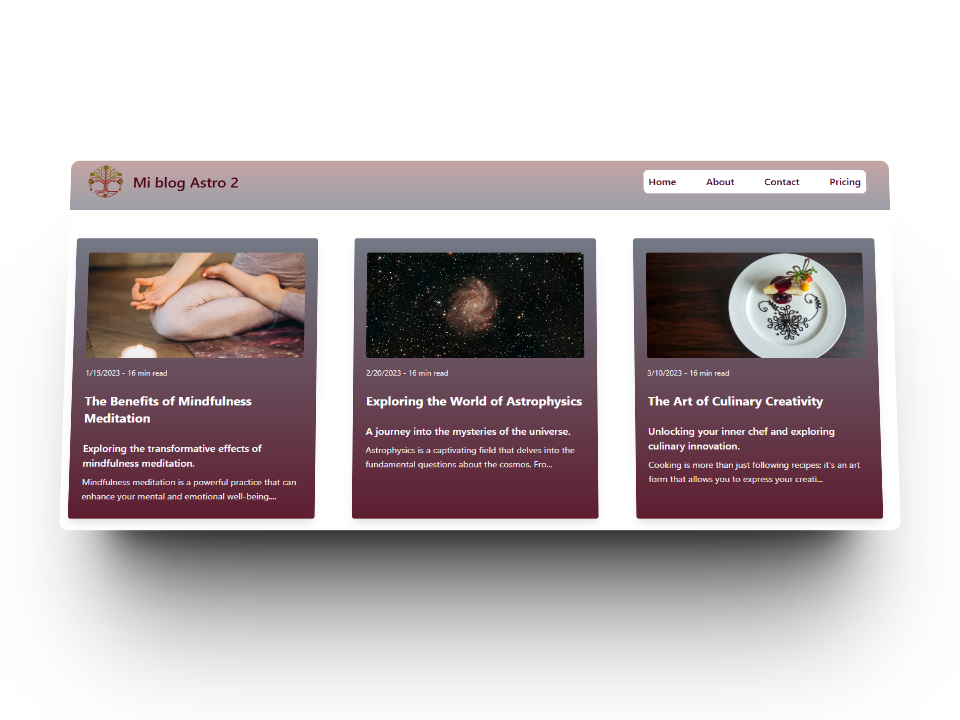 Mi blog Astro 2
Home About Contact Pricing
1/15/2023 - 16 min read
The Benefits of Mindfulness
Meditation
Exploring the transformative effects of
mindfulness meditation.
Mindfulness meditation is a powerful practice that can
enhance your mental and emotional well-being....
2/20/2023 - 16 min read
Exploring the World of Astrophysics
A journey into the mysteries of the universe.
Astrophysics is a captivating field that delves into the
fundamental questions about the cosmos. Fro...
3/10/2023 - 16 min read
The Art of Culinary Creativity
Unlocking your inner chef and exploring
culinary innovation.
Cooking is more than just following recipes; it's an art
form that allows you to express your creati...